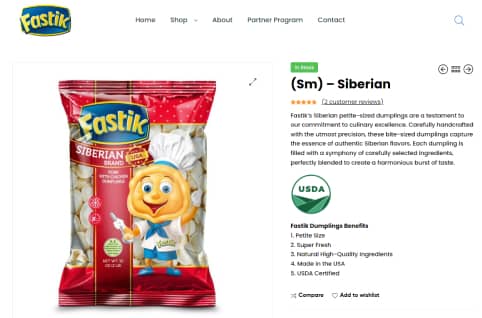 Fastik
Home Shop About Partner Program Contact
In Stock
(Sm) – Siberian
(2 customer reviews)
Fastik's Siberian petite-sized dumplings are a testament to
our commitment to culinary excellence. Carefully handcrafted
with the utmost precision, these bite-sized dumplings capture
the essence of authentic Siberian flavors. Each dumpling is
filled with a symphony of carefully selected ingredients,
perfectly blended to create a harmonious burst of taste.
USDA
Fastik Dumplings Benefits
1. Petite Size
2. Super Fresh
3. Natural High-Quality Ingredients
4. Made in the USA
5. USDA Certified
Compare Add to wishlist
Fastik
SIBERIAN
BRAND
PORK
WITH CHICKEN
DUMPLINGS
Fastik
NET WT. 32
OZ (2 LB)